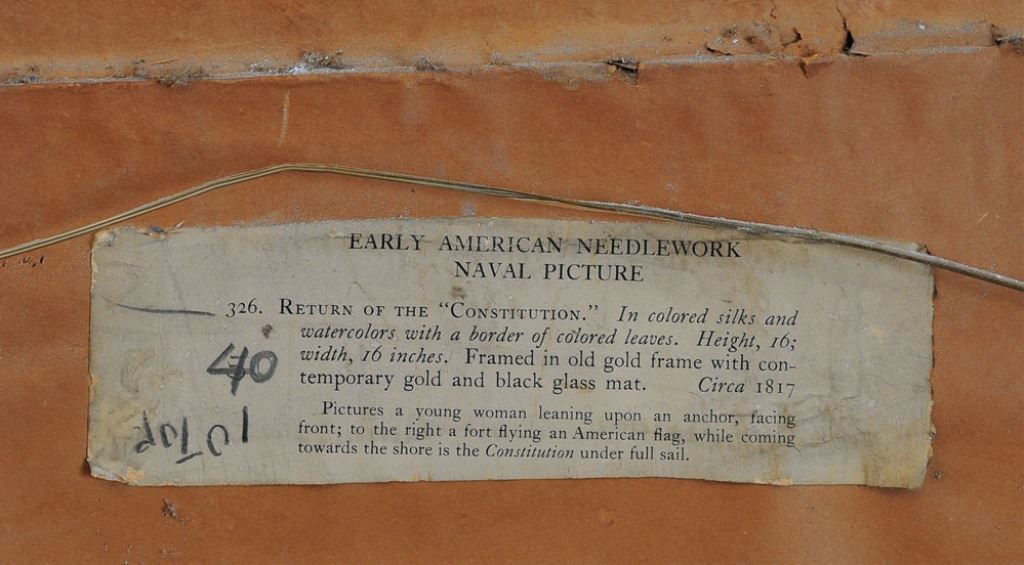 EARLY AMERICAN NEEDLEWORK
NAVAL PICTURE
326. RETURN OF THE "CONSTITUTION." In colored silks and
watercolors with a border of colored leaves. Height, 16;
width, 16 inches. Framed in old gold frame with con-
temporary gold and black glass mat. Circa 1817
40
Pictures a young woman leaning upon an anchor, facing
front; to the right a fort flying an American flag, while coming
towards the shore is the Constitution under full sail.